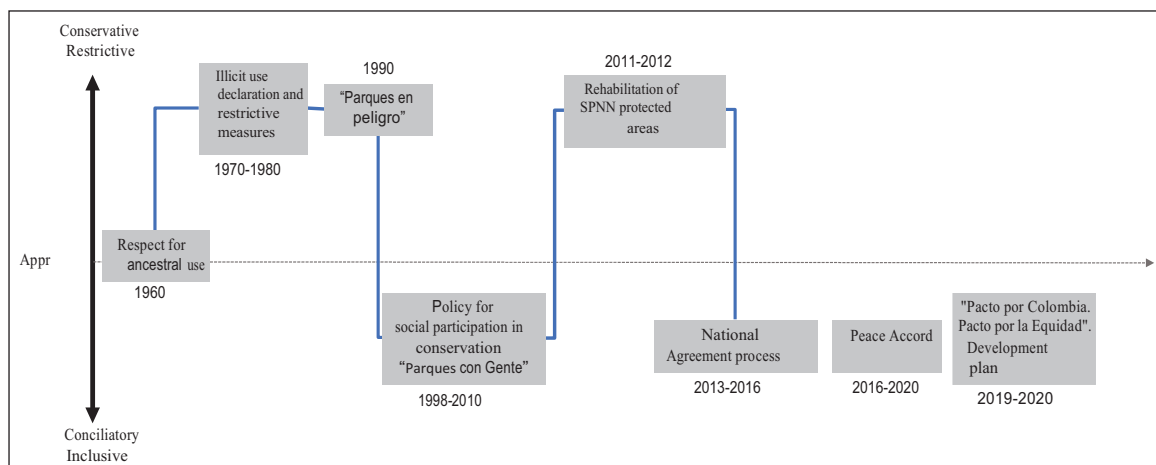 Conservative
Restrictive
Illicit use
declaration and
restrictive
measures
1970-1980
1990
“Parques en
peligro”
2011-2012
Rehabilitation of
SPNN protected
areas
Respect for
ancestral use
1960
Appr
Policy for
social participation in
conservation
“Parques con Gente”
1998-2010
National
Agreement process
2013-2016
Peace Accord
2016-2020
"Pacto por Colombia.
Pacto por la Equidad".
Development
plan
2019-2020
Conciliatory
Inclusive